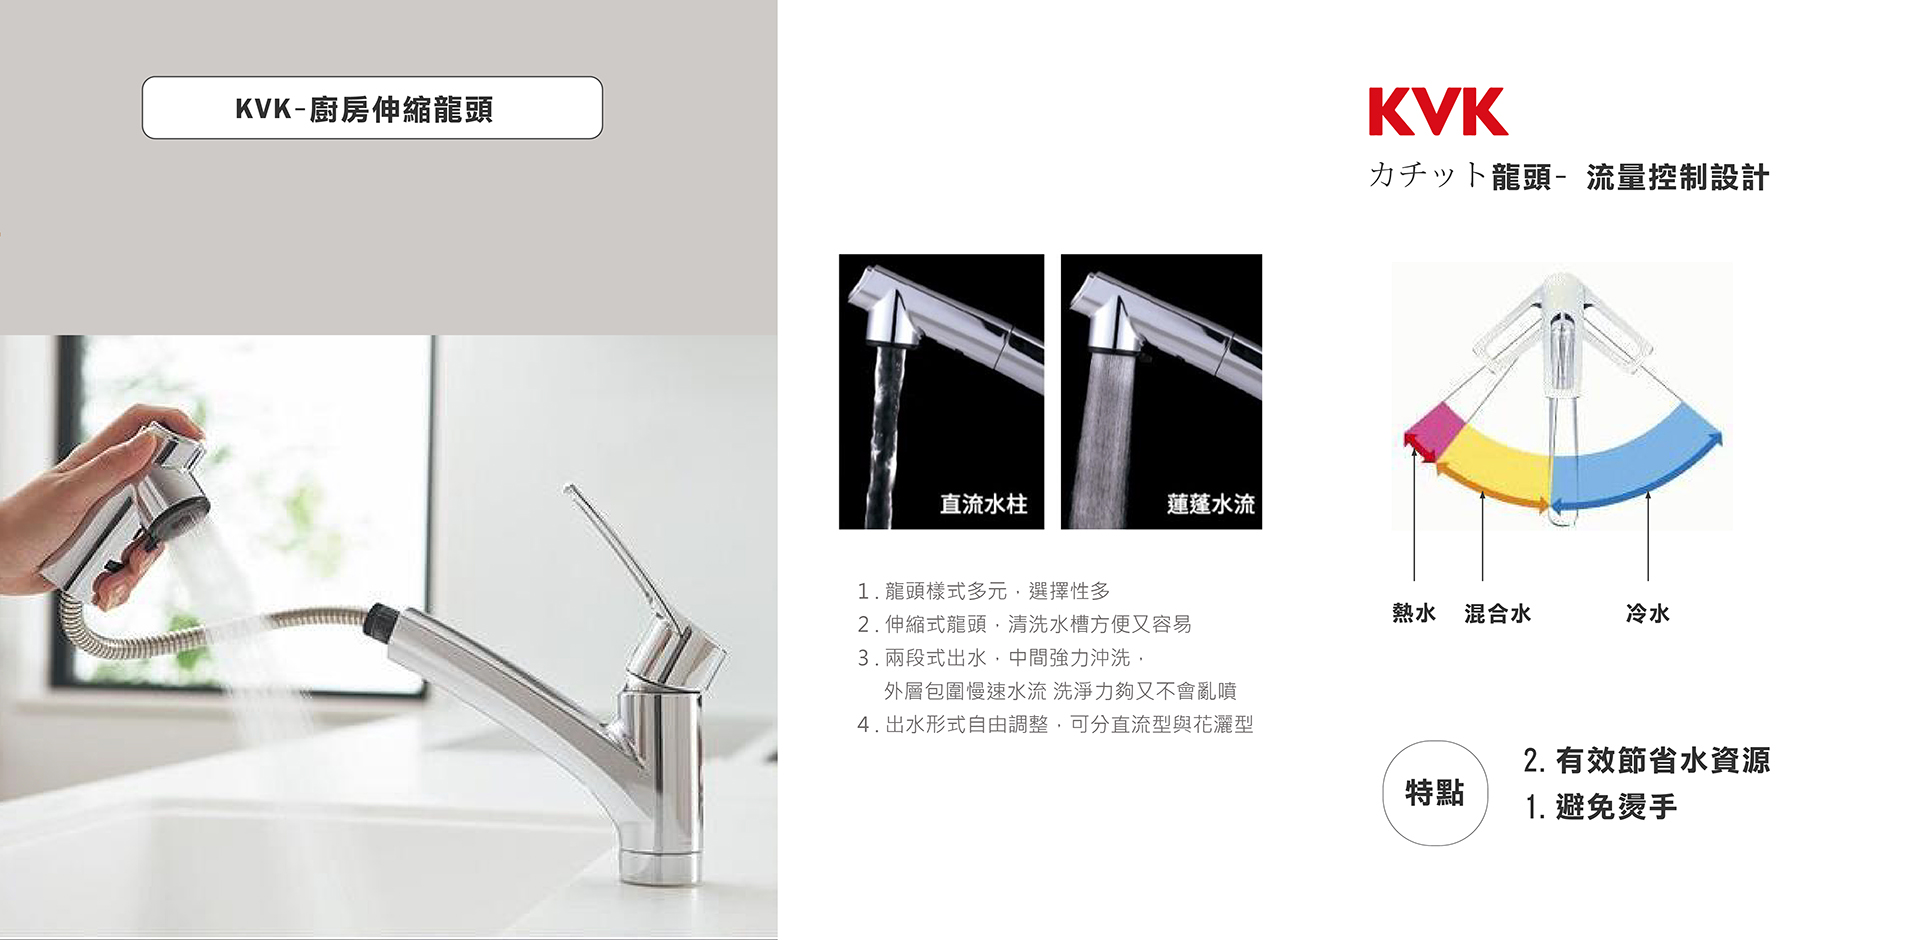 KVK-廚房伸縮龍頭
直流水柱
蓮蓬水流
1. 龍頭樣式多元，選擇性多
2. 伸縮式龍頭，清洗水槽方便又容易
3. 兩段式出水，中間強力沖洗，
外層包圍慢速水流 洗淨力夠又不會亂噴
4. 出水形式自由調整，可分直流型與花灑型
KVK
カチット龍頭- 流量控制設計
熱水 混合水 冷水
特點
2. 有效節省水資源
1. 避免燙手